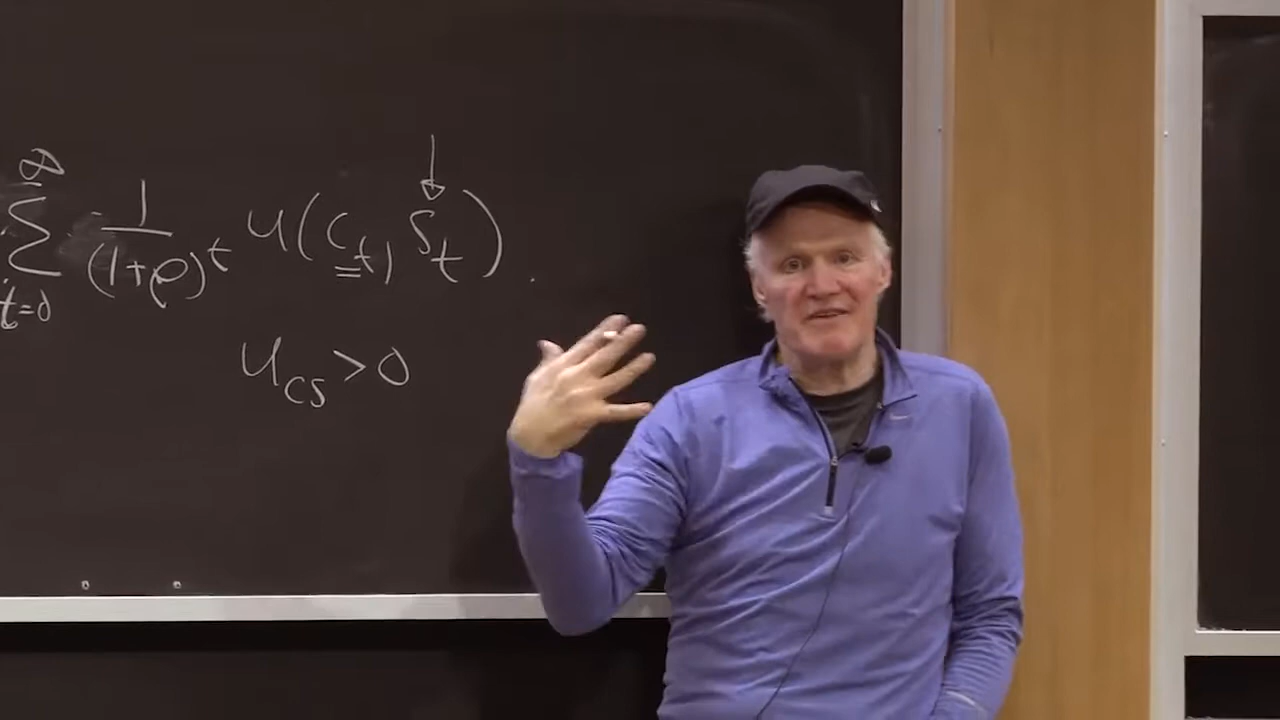 ∞
∑ 1/(1+ρ)^t u(c_t, S_t).
t=0
u_cs > 0